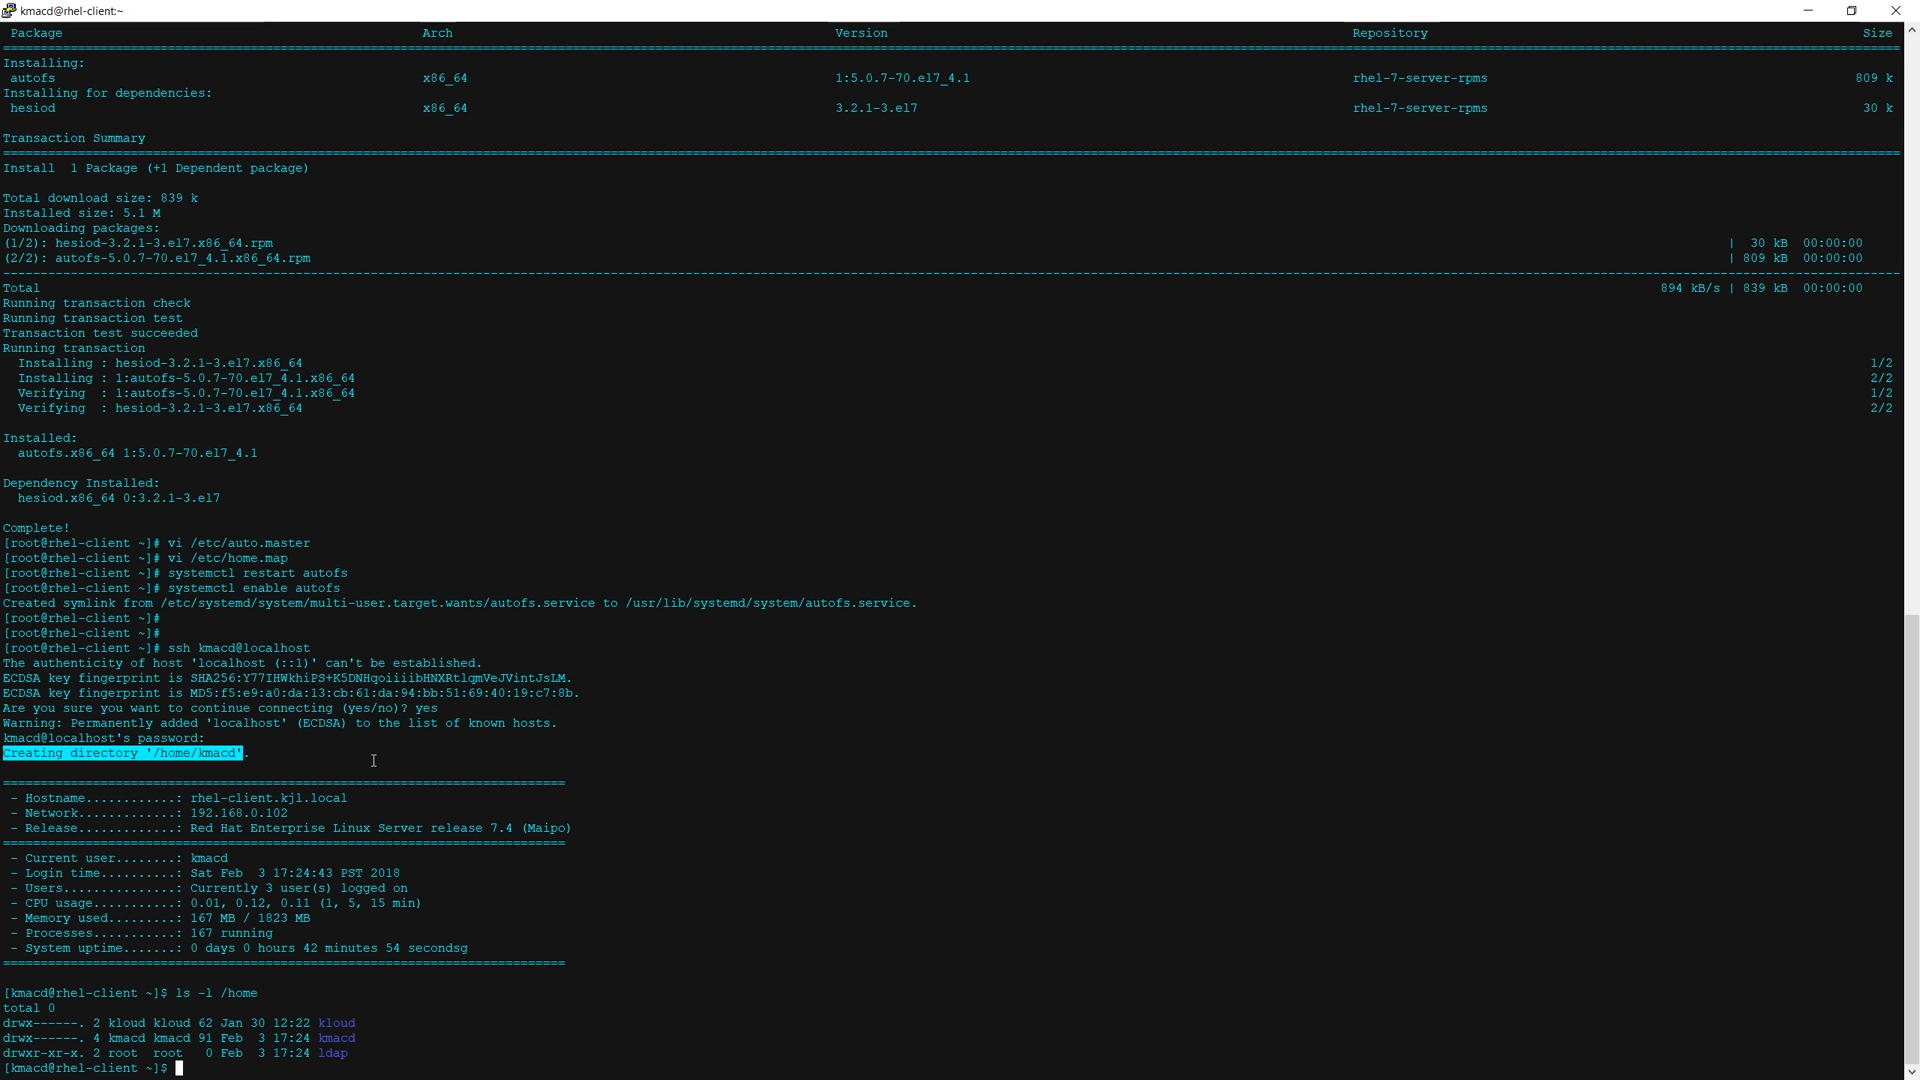 kmacd@rhel-client:~
Package Arch Version Repository Size
================================================================================
Installing:
autofs x86_64 1:5.0.7-70.el7_4.1 rhel-7-server-rpms 809 k
Installing for dependencies:
hesiod x86_64 3.2.1-3.el7 rhel-7-server-rpms 30 k
Transaction Summary
================================================================================
Install  1 Package (+1 Dependent package)
Total download size: 839 k
Installed size: 5.1 M
Downloading packages:
(1/2): hesiod-3.2.1-3.el7.x86_64.rpm | 30 kB 00:00:00
(2/2): autofs-5.0.7-70.el7_4.1.x86_64.rpm | 809 kB 00:00:00
--------------------------------------------------------------------------------
Total 894 kB/s | 839 kB 00:00:00
Running transaction check
Running transaction test
Transaction test succeeded
Running transaction
Installing : hesiod-3.2.1-3.el7.x86_64 1/2
Installing : 1:autofs-5.0.7-70.el7_4.1.x86_64 2/2
Verifying  : 1:autofs-5.0.7-70.el7_4.1.x86_64 1/2
Verifying  : hesiod-3.2.1-3.el7.x86_64 2/2
Installed:
autofs.x86_64 1:5.0.7-70.el7_4.1
Dependency Installed:
hesiod.x86_64 0:3.2.1-3.el7
Complete!
[root@rhel-client ~]# vi /etc/auto.master
[root@rhel-client ~]# vi /etc/home.map
[root@rhel-client ~]# systemctl restart autofs
[root@rhel-client ~]# systemctl enable autofs
Created symlink from /etc/systemd/system/multi-user.target.wants/autofs.service to /usr/lib/systemd/system/autofs.service.
[root@rhel-client ~]#
[root@rhel-client ~]#
[root@rhel-client ~]# ssh kmacd@localhost
The authenticity of host 'localhost (::1)' can't be established.
ECDSA key fingerprint is SHA256:Y77IHWkhiPS+K5DNHqoiiiibHNXRtlqmVeJVintJsLM.
ECDSA key fingerprint is MD5:f5:e9:a0:da:13:cb:61:da:94:bb:51:69:40:19:c7:8b.
Are you sure you want to continue connecting (yes/no)? yes
Warning: Permanently added 'localhost' (ECDSA) to the list of known hosts.
kmacd@localhost's password:
Creating directory '/home/kmacd'.
===========================================================================
- Hostname............: rhel-client.kjl.local
- Network.............: 192.168.0.102
- Release.............: Red Hat Enterprise Linux Server release 7.4 (Maipo)
===========================================================================
- Current user........: kmacd
- Login time..........: Sat Feb  3 17:24:43 PST 2018
- Users...............: Currently 3 user(s) logged on
- CPU usage...........: 0.01, 0.12, 0.11 (1, 5, 15 min)
- Memory used.........: 167 MB / 1823 MB
- Processes...........: 167 running
- System uptime.......: 0 days 0 hours 42 minutes 54 secondsg
===========================================================================
[kmacd@rhel-client ~]$ ls -l /home
total 0
drwx------. 2 kloud kloud 62 Jan 30 12:22 kloud
drwx------. 4 kmacd kmacd 91 Feb  3 17:24 kmacd
drwxr-xr-x. 2 root  root   0 Feb  3 17:24 ldap
[kmacd@rhel-client ~]$